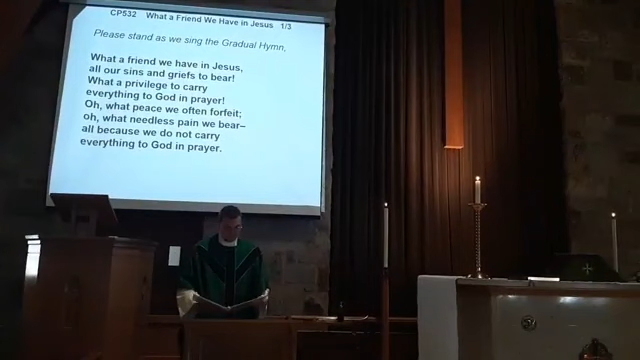 CP532 What a Friend We Have in Jesus 1/3
Please stand as we sing the Gradual Hymn,
What a friend we have in Jesus,
all our sins and griefs to bear!
What a privilege to carry
everything to God in prayer!
Oh, what peace we often forfeit;
oh, what needless pain we bear–
all because we do not carry
everything to God in prayer.